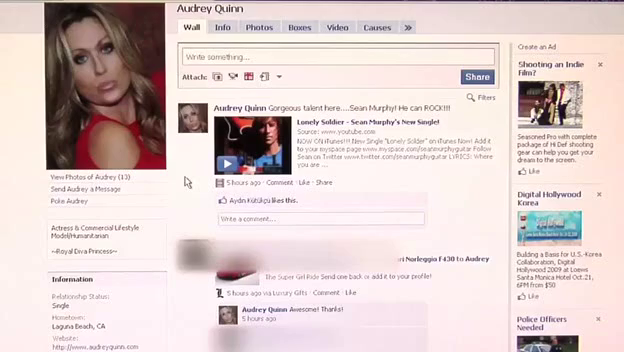 Audrey Quinn
Wall Info Photos Boxes Video Causes »
Write something...
Attach:
Share
Filters
Audrey Quinn Gorgeous talent here....Sean Murphy! He can ROCK!!!
Lonely Soldier - Sean Murphy's New Single!
Source: www.youtube.com
NOW ON iTunes!!! New Single "Lonely Soldier" on iTunes Now! Add it
to your myspace page www.myspace.com/seanmurphyguitar Follow
Sean on Twitter www.twitter.com/seanmurphyguitar LYRICS: Where
you are ...
5 hours ago · Comment · Like · Share
Aydın Kütükçü likes this.
Write a comment...
Norleggio F430 to Audrey
The Super Girl Ride Send one back or add it to your profile!
5 hours ago via Luxury Gifts · Comment · Like
Audrey Quinn Awesome! Thanks!
5 hours ago
View Photos of Audrey (13)
Send Audrey a Message
Poke Audrey
Actress & Commercial Lifestyle
Model/Humanitarian
~Royal Diva Princess~
Information
Relationship Status:
Single
Hometown:
Laguna Beach, CA
Website:
http://www.audreyquinn.com
Create an Ad
Shooting an Indie
Film?
Seasoned Pro with complete
package of Hi Def shooting
gear can help you get your
dream to the screen.
Like
Digital Hollywood
Korea
Building a Basis for U.S.-Korea
Collaboration, Digital
Hollywood 2009 at Loews
Santa Monica Hotel Oct.21,
6PM from $50
Like
Police Officers
Needed